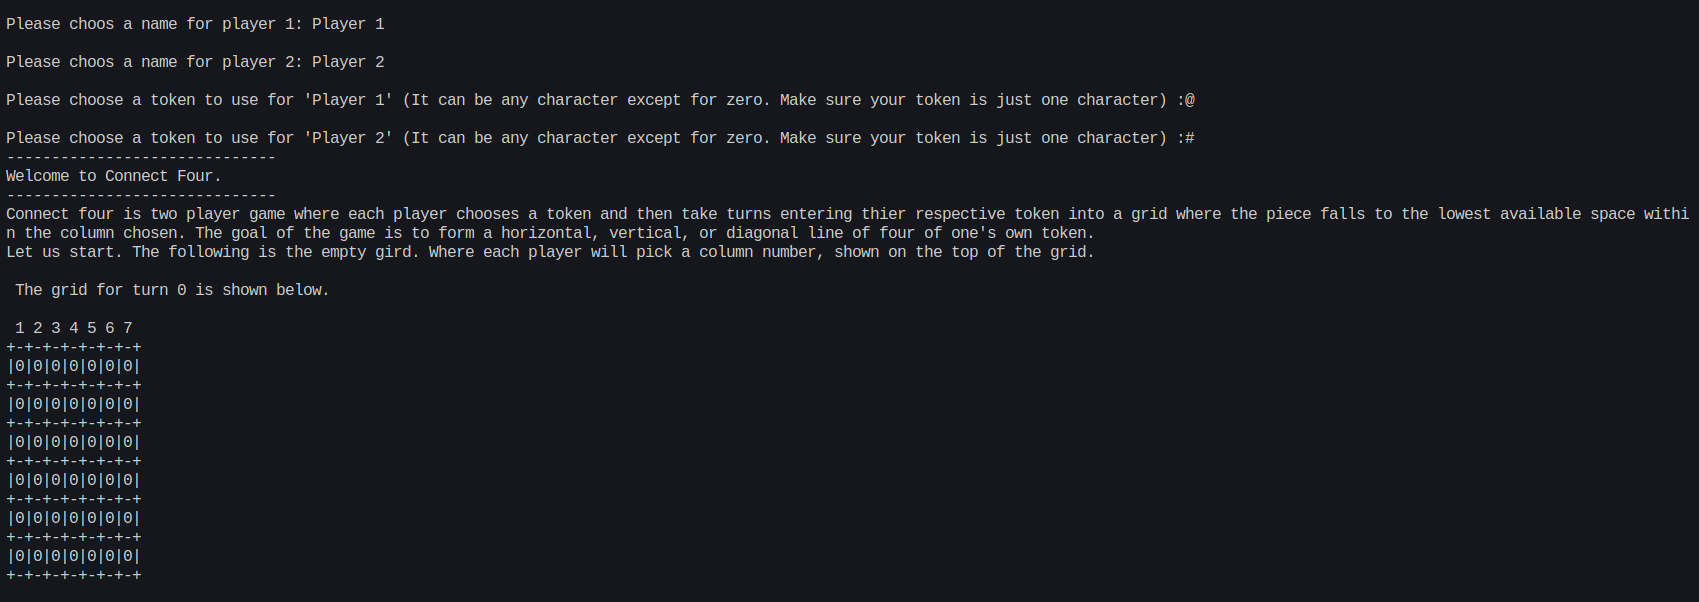 Please choos a name for player 1: Player 1
Please choos a name for player 2: Player 2
Please choose a token to use for 'Player 1' (It can be any character except for zero. Make sure your token is just one character) :@
Please choose a token to use for 'Player 2' (It can be any character except for zero. Make sure your token is just one character) :#
------------------------------
Welcome to Connect Four.
------------------------------
Connect four is two player game where each player chooses a token and then take turns entering thier respective token into a grid where the piece falls to the lowest available space withi
n the column chosen. The goal of the game is to form a horizontal, vertical, or diagonal line of four of one's own token.
Let us start. The following is the empty gird. Where each player will pick a column number, shown on the top of the grid.
 The grid for turn 0 is shown below.
 1 2 3 4 5 6 7
+-+-+-+-+-+-+-+
|0|0|0|0|0|0|0|
+-+-+-+-+-+-+-+
|0|0|0|0|0|0|0|
+-+-+-+-+-+-+-+
|0|0|0|0|0|0|0|
+-+-+-+-+-+-+-+
|0|0|0|0|0|0|0|
+-+-+-+-+-+-+-+
|0|0|0|0|0|0|0|
+-+-+-+-+-+-+-+
|0|0|0|0|0|0|0|
+-+-+-+-+-+-+-+